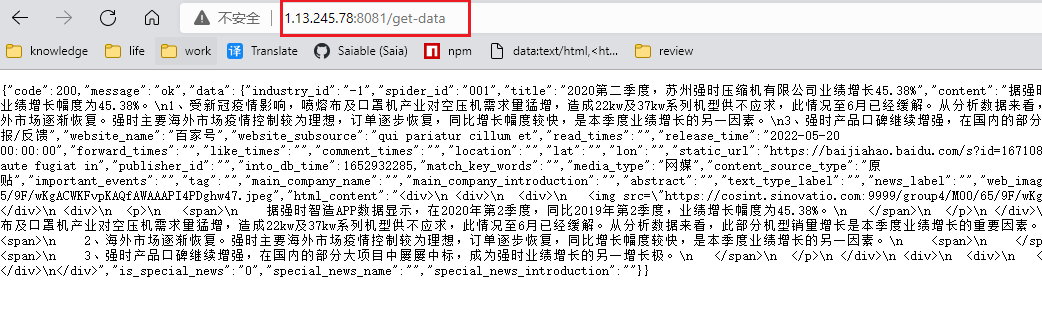 不安全 1.13.245.78:8081/get-data
knowledge life work 译 Translate Saiable (Saia) n npm data:text/html,<ht... review
{"code":200,"message":"ok","data":{"industry_id":"-1","spider_id":"001","title":"2020第二季度，苏州强时压缩机有限公司业绩增长45.38%","content":"据强
业绩增长幅度为45.38%。\n1、受新冠疫情影响，喷熔布及口罩机产业对空压机需求量猛增，造成22kw及37kw系列机型供不应求，此情况至6月已经缓解。从分析数据来看，
外市场逐渐恢复。强时主要海外市场疫情控制较为理想，订单逐步恢复，同比增长幅度较快，是本季度业绩增长的另一因素。\n3、强时产品口碑继续增强，在国内的部分
报/反馈","website_name":"百家号","website_subsource":"qui pariatur cillum et","read_times":"","release_time":"2022-05-20
00:00:00","forward_times":"","like_times":"","comment_times":"","location":"","lat":"","lon":"","static_url":"https://baijiahao.baidu.com/s?id=167108
aute fugiat in","publisher_id":"","into_db_time":1652932285,"match_key_words":"","media_type":"网媒","content_source_type":"原
贴","important_events":"","tag":"","main_company_name":"","main_company_introduction":"","abstract":"","text_type_label":"","news_label":"","web_imag
5/9F/wKgACWKFvpKAQfAWAAAPI4PDghw47.jpeg","html_content":"<div>\n <div>\n <div>\n <img src=\"https://cosint.sinovatio.com:9999/group4/M00/65/9F/wKg
</div>\n <div>\n <p>\n <span>\n 据强时智造APP数据显示，在2020年第2季度，同比2019年第2季度，业绩增长幅度为45.38%。\n </span>\n </p>\n </div>\
布及口罩机产业对空压机需求量猛增，造成22kw及37kw系列机型供不应求，此情况至6月已经缓解。从分析数据来看，此部分机型销量增长是本季度业绩增长的重要因素。\
<span>\n 2、海外市场逐渐恢复。强时主要海外市场疫情控制较为理想，订单逐步恢复，同比增长幅度较快，是本季度业绩增长的另一因素。\n <span>\n </sp
<span>\n 3、强时产品口碑继续增强，在国内的部分大项目中屡屡中标，成为强时业绩增长的另一增长极。\n </span>\n </p>\n </div>\n <div>\n <div>\n <
</div>\n</div>","is_special_news":"0","special_news_name":"","special_news_introduction":""}}